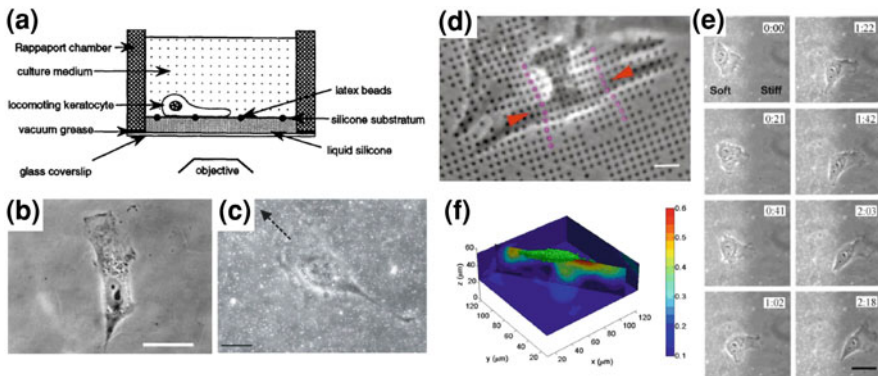 (a)
Rappaport chamber
culture medium
locomoting keratocyte
vacuum grease
glass coverslip
latex beads
silicone substratum
liquid silicone
objective
(b)
(c)
(d)
(e)
0:00
1:22
Soft
Stiff
0:21
1:42
0:41
2:03
1:02
2:18
(f)
z (μm)
60
40
20
0
120
100
80
60
40
20
y (μm)
20
40
60
80
100
120
x (μm)
0.6
0.5
0.4
0.3
0.2
0.1